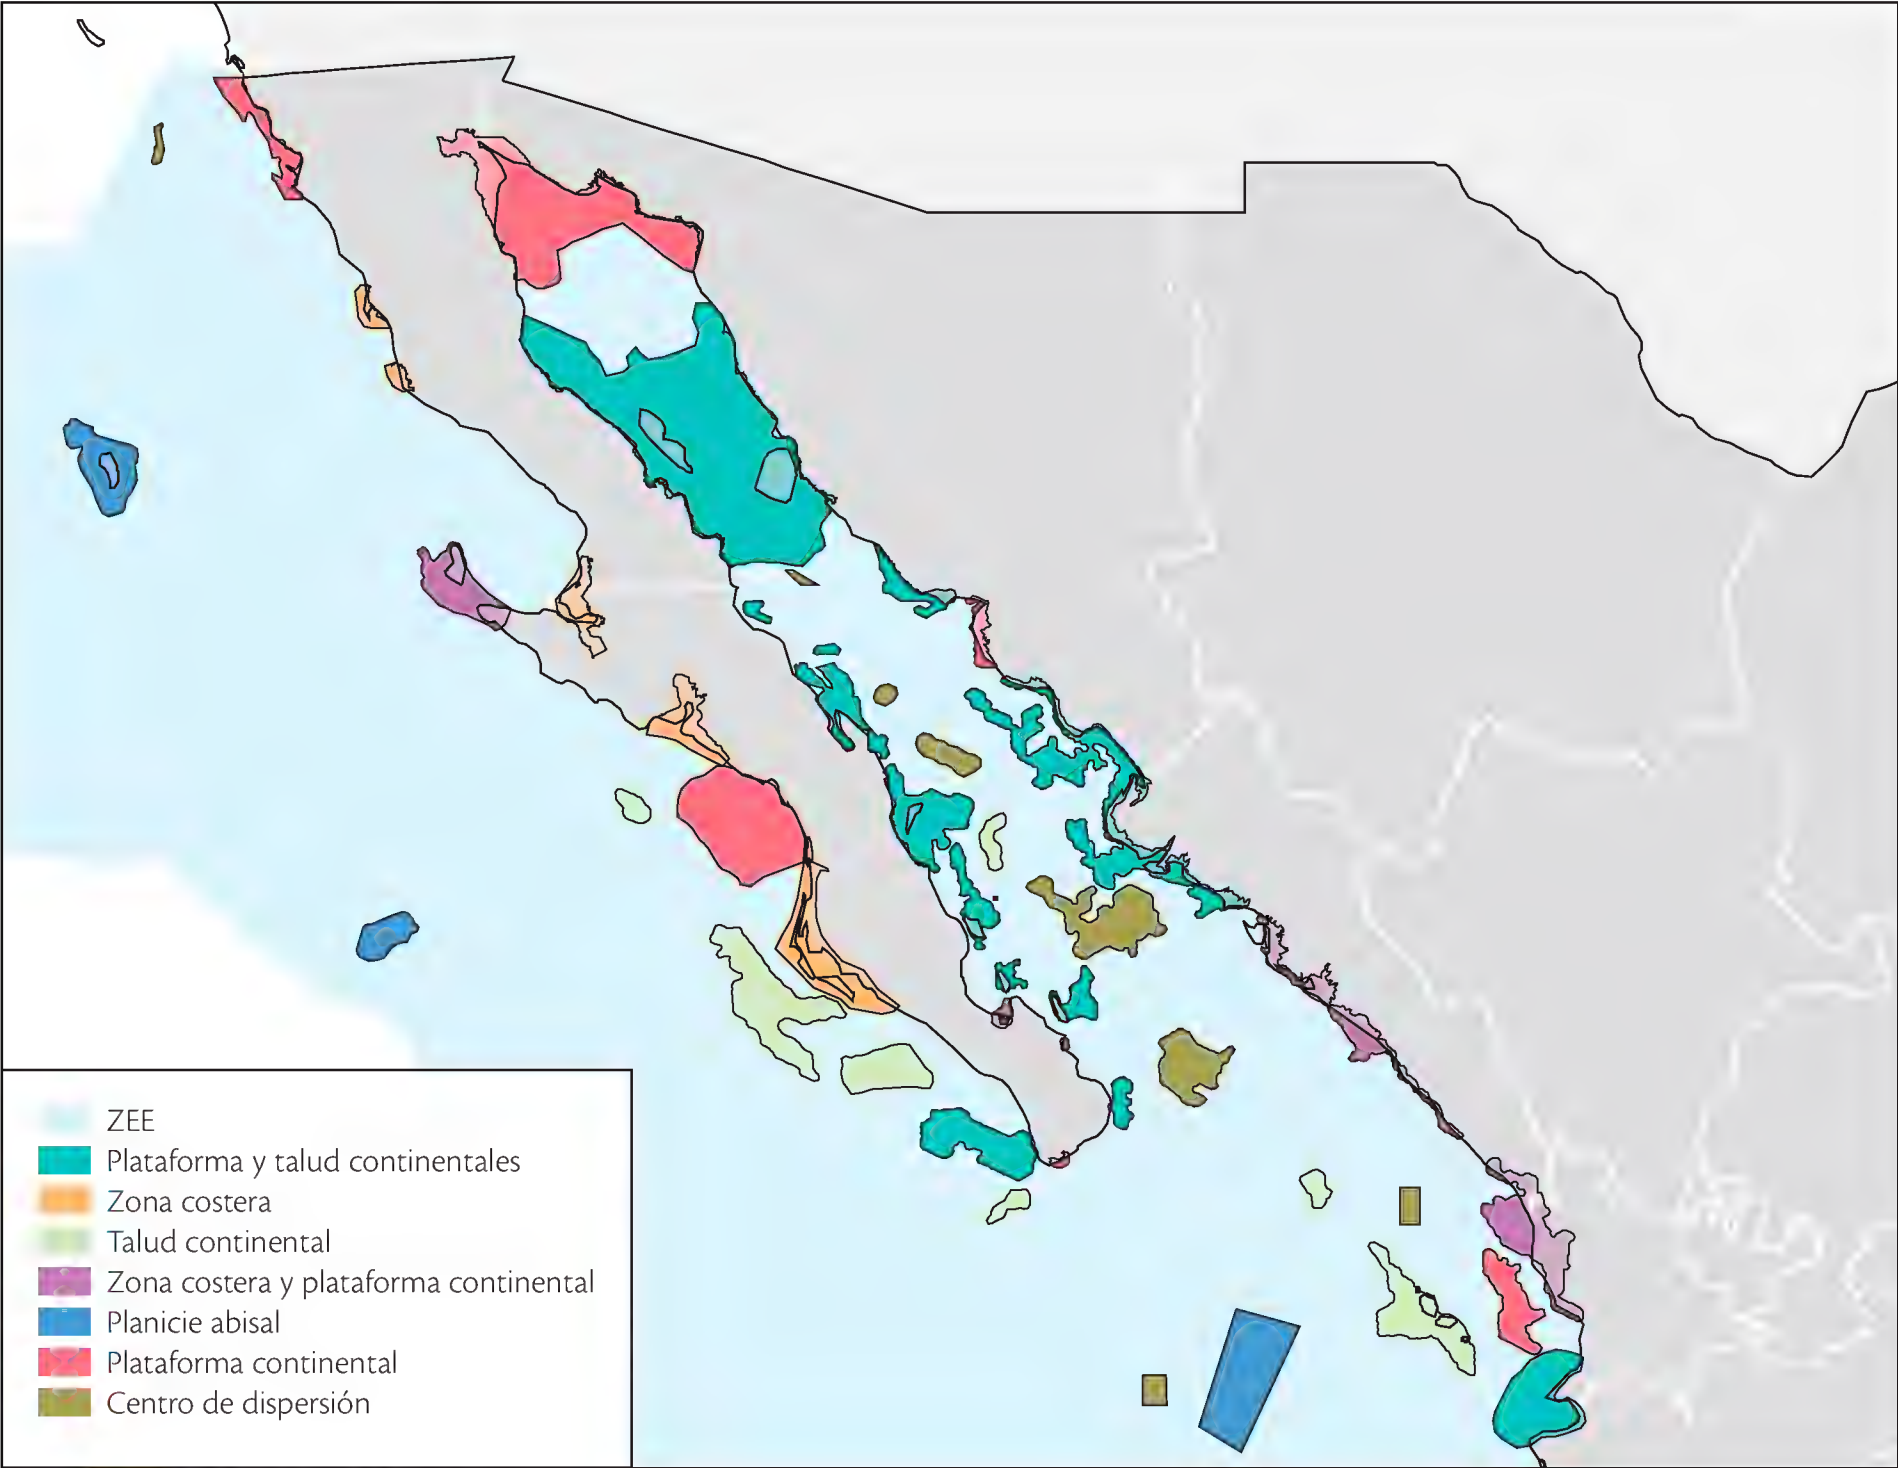 ZEE
Plataforma y talud continentales
Zona costera
Talud continental
Zona costera y plataforma continental
Planicie abisal
Plataforma continental
Centro de dispersión